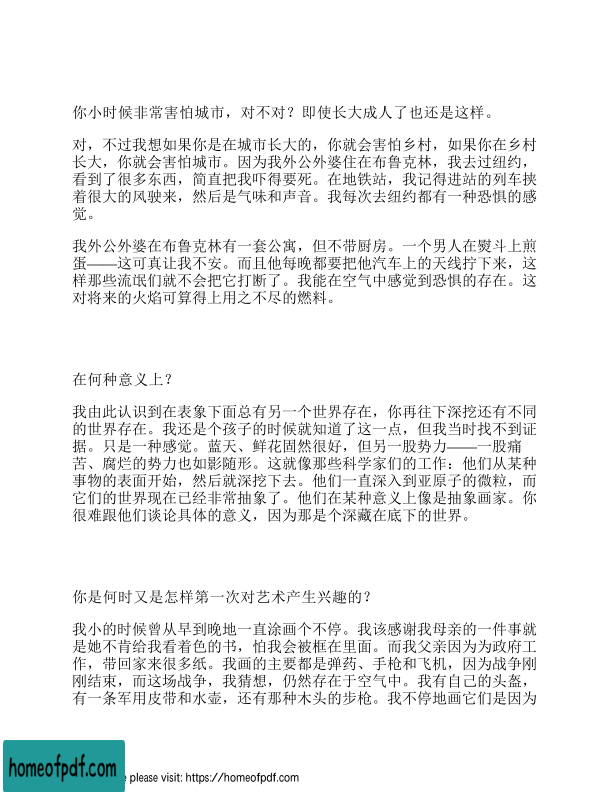 你小时候非常害怕城市，对不对？即使长大成人了也还是这样。
对，不过我想如果你是在城市长大的，你就会害怕乡村，如果你在乡村
长大，你就会害怕城市。因为我外公外婆住在布鲁克林，我去过纽约，
看到了很多东西，简直把我吓得要死。在地铁站，我记得进站的列车挟
着很大的风驶来，然后是气味和声音。我每次去纽约都有一种恐惧的感
觉。
我外公外婆在布鲁克林有一套公寓，但不带厨房。一个男人在熨斗上煎
蛋——这可真让我不安。而且他每晚都要把他汽车上的天线拧下来，这
样那些流氓们就不会把它打断了。我能在空气中感觉到恐惧的存在。这
对将来的火焰可算得上用之不尽的燃料。
在何种意义上？
我由此认识到在表象下面总有另一个世界存在，你再往下深挖还有不同
的世界存在。我还是个孩子的时候就知道了这一点，但我当时找不到证
据。只是一种感觉。蓝天、鲜花固然很好，但另一股势力——一股痛
苦、腐烂的势力也如影随形。这就像那些科学家们的工作：他们从某种
事物的表面开始，然后就深挖下去。他们一直深入到亚原子的微粒，而
它们的世界现在已经非常抽象了。他们在某种意义上像是抽象画家。你
很难跟他们谈论具体的意义，因为那是个深藏在底下的世界。
你是何时又是怎样第一次对艺术产生兴趣的？
我小的时候曾从早到晚地一直涂画个不停。我该感谢我母亲的一件事就
是她不肯给我看着色的书，怕我会被框在里面。而我父亲因为为政府工
作，带回家来很多纸。我画的主要都是弹药、手枪和飞机，因为战争刚
刚结束，而这场战争，我猜想，仍然存在于空气中。我有自己的头盔，
有一条军用皮带和水壶，还有那种木头的步枪。我不停地画它们是因为
homeofpdf.com
e please visit: https://homeofpdf.com